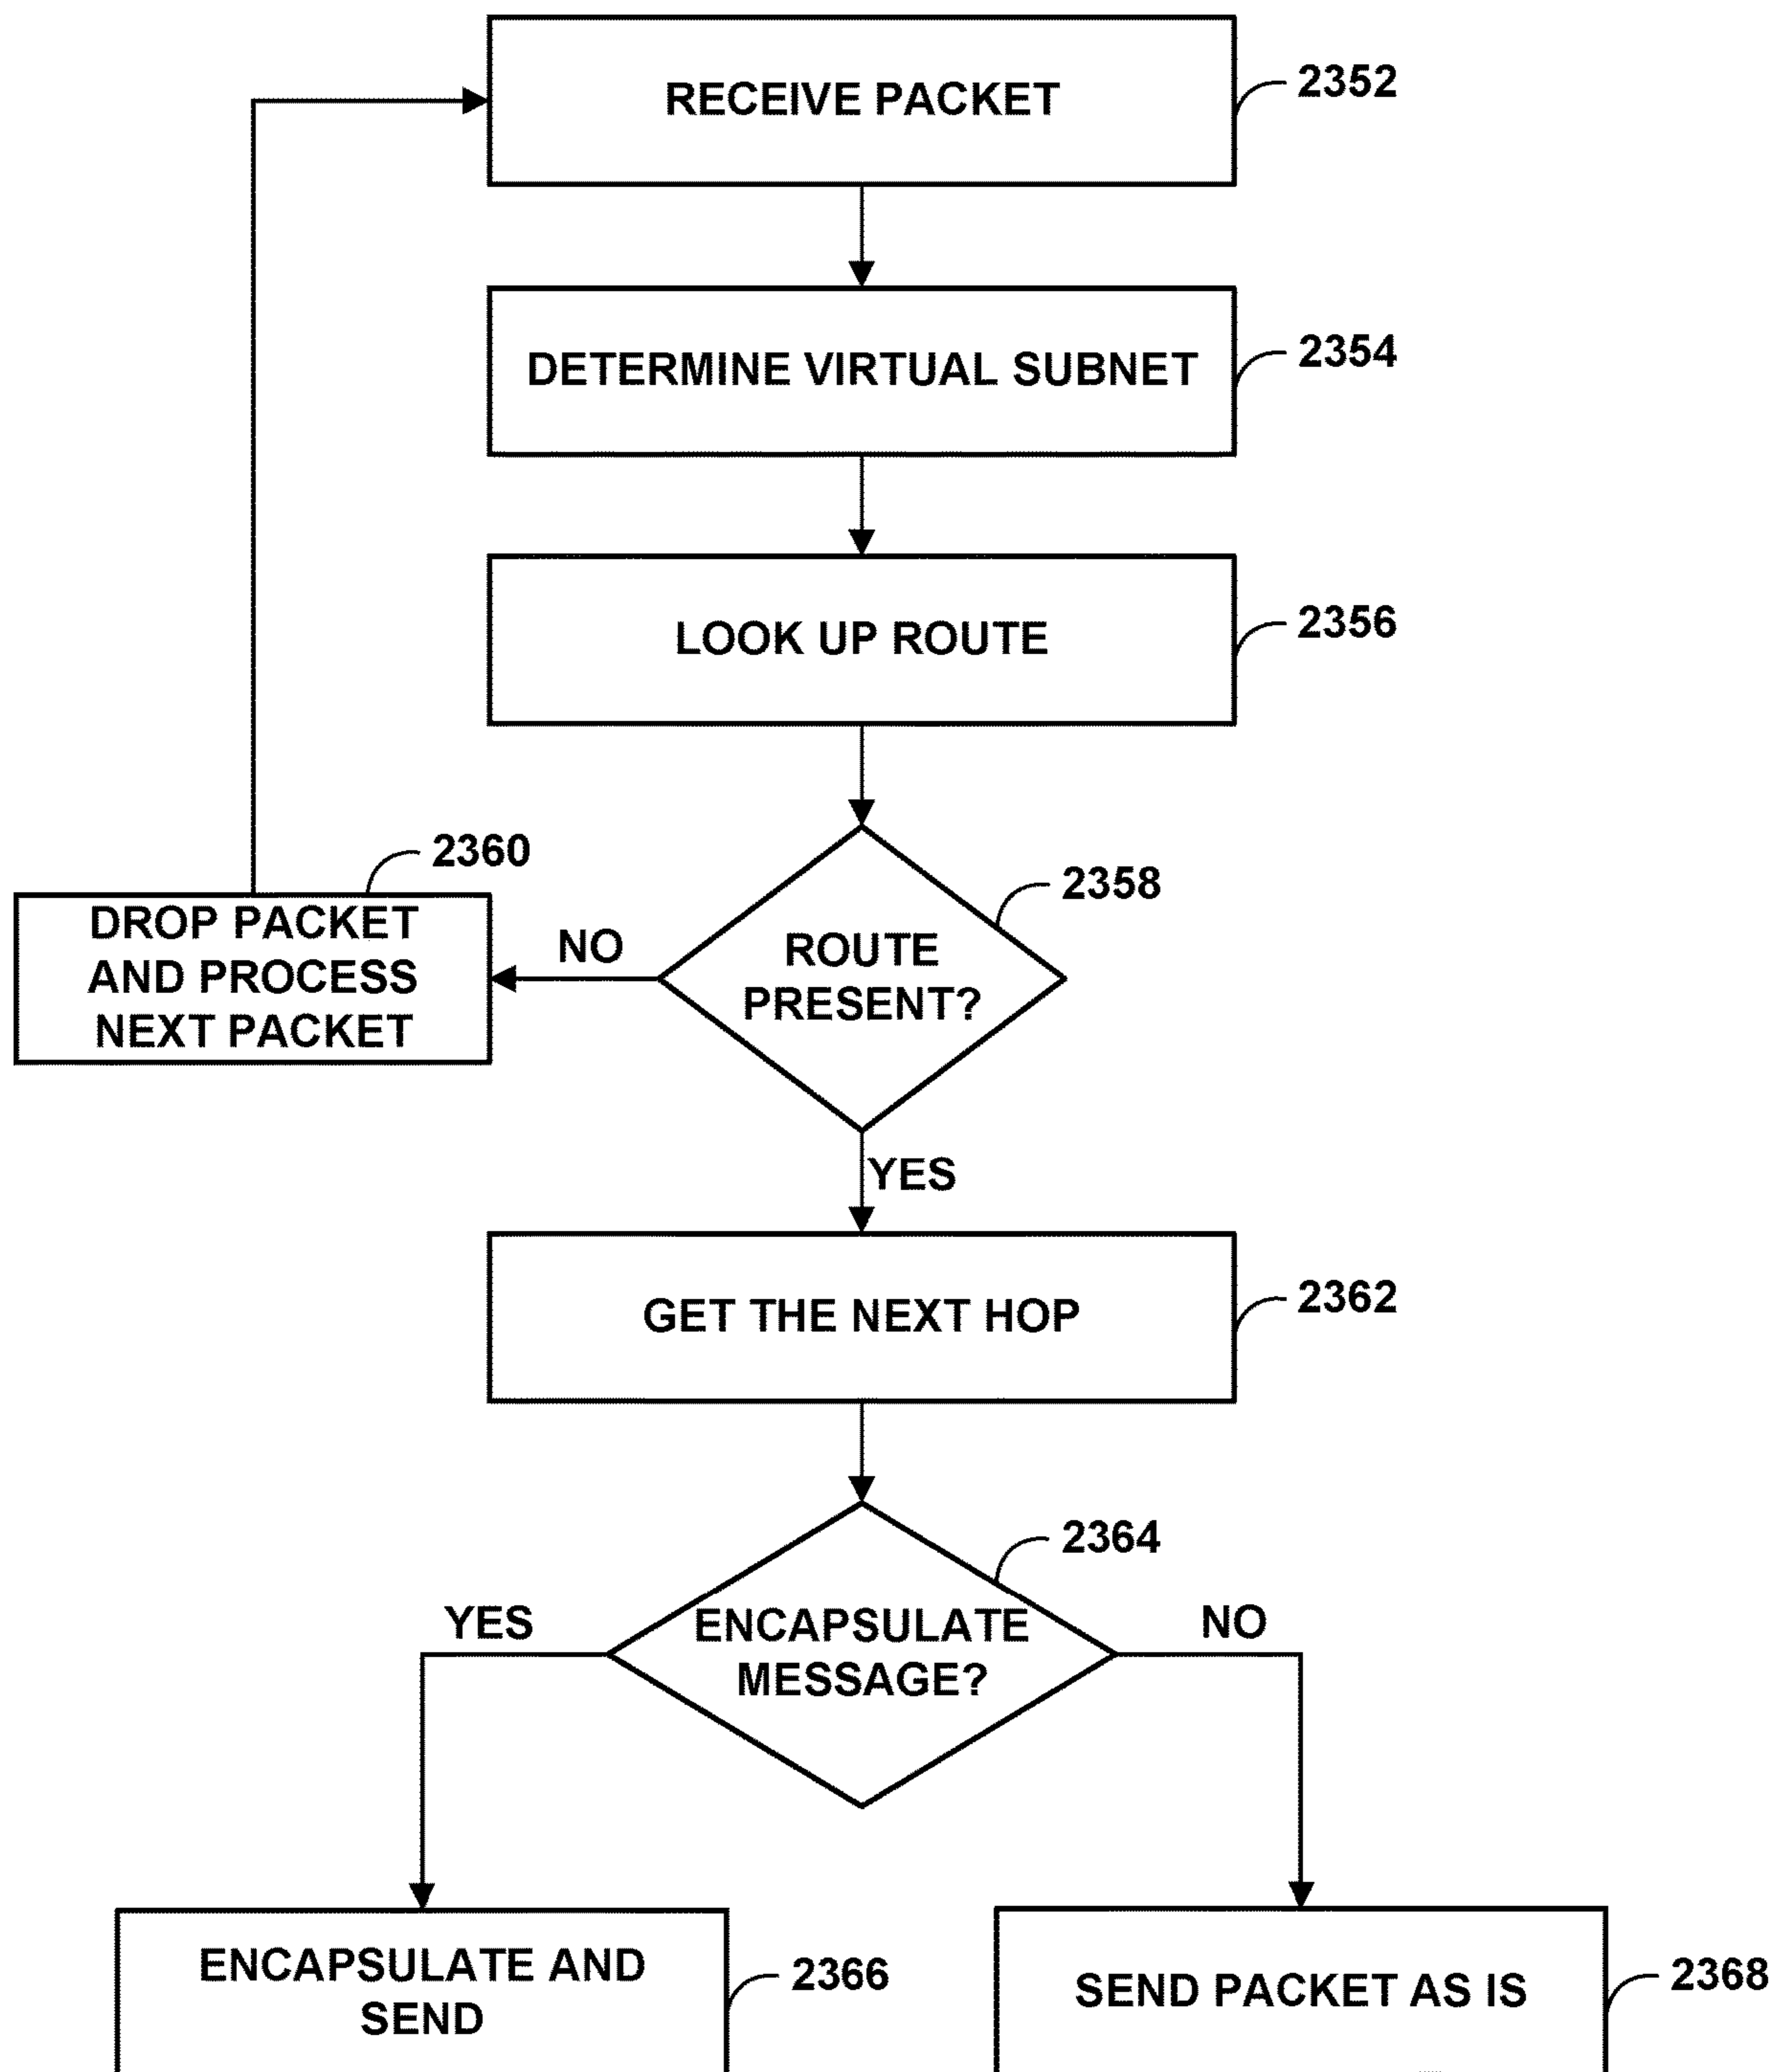 RECEIVE PACKET
2352
DETERMINE VIRTUAL SUBNET
2354
LOOK UP ROUTE
2356
2360
DROP PACKET
AND PROCESS
NEXT PACKET
NO
2358
ROUTE
PRESENT?
YES
GET THE NEXT HOP
2362
2364
ENCAPSULATE
MESSAGE?
YES
NO
ENCAPSULATE AND
SEND
2366
SEND PACKET AS IS
2368